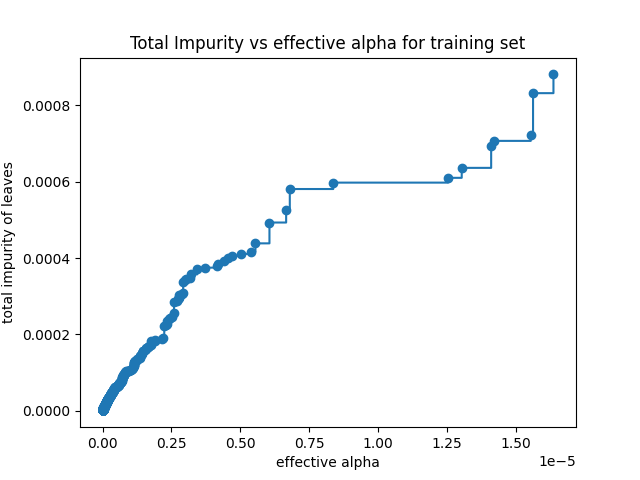 Total Impurity vs effective alpha for training set
total impurity of leaves
0.0008
0.0006
0.0004
0.0002
0.0000
0.00 0.25 0.50 0.75 1.00 1.25 1.50
1e−5
effective alpha